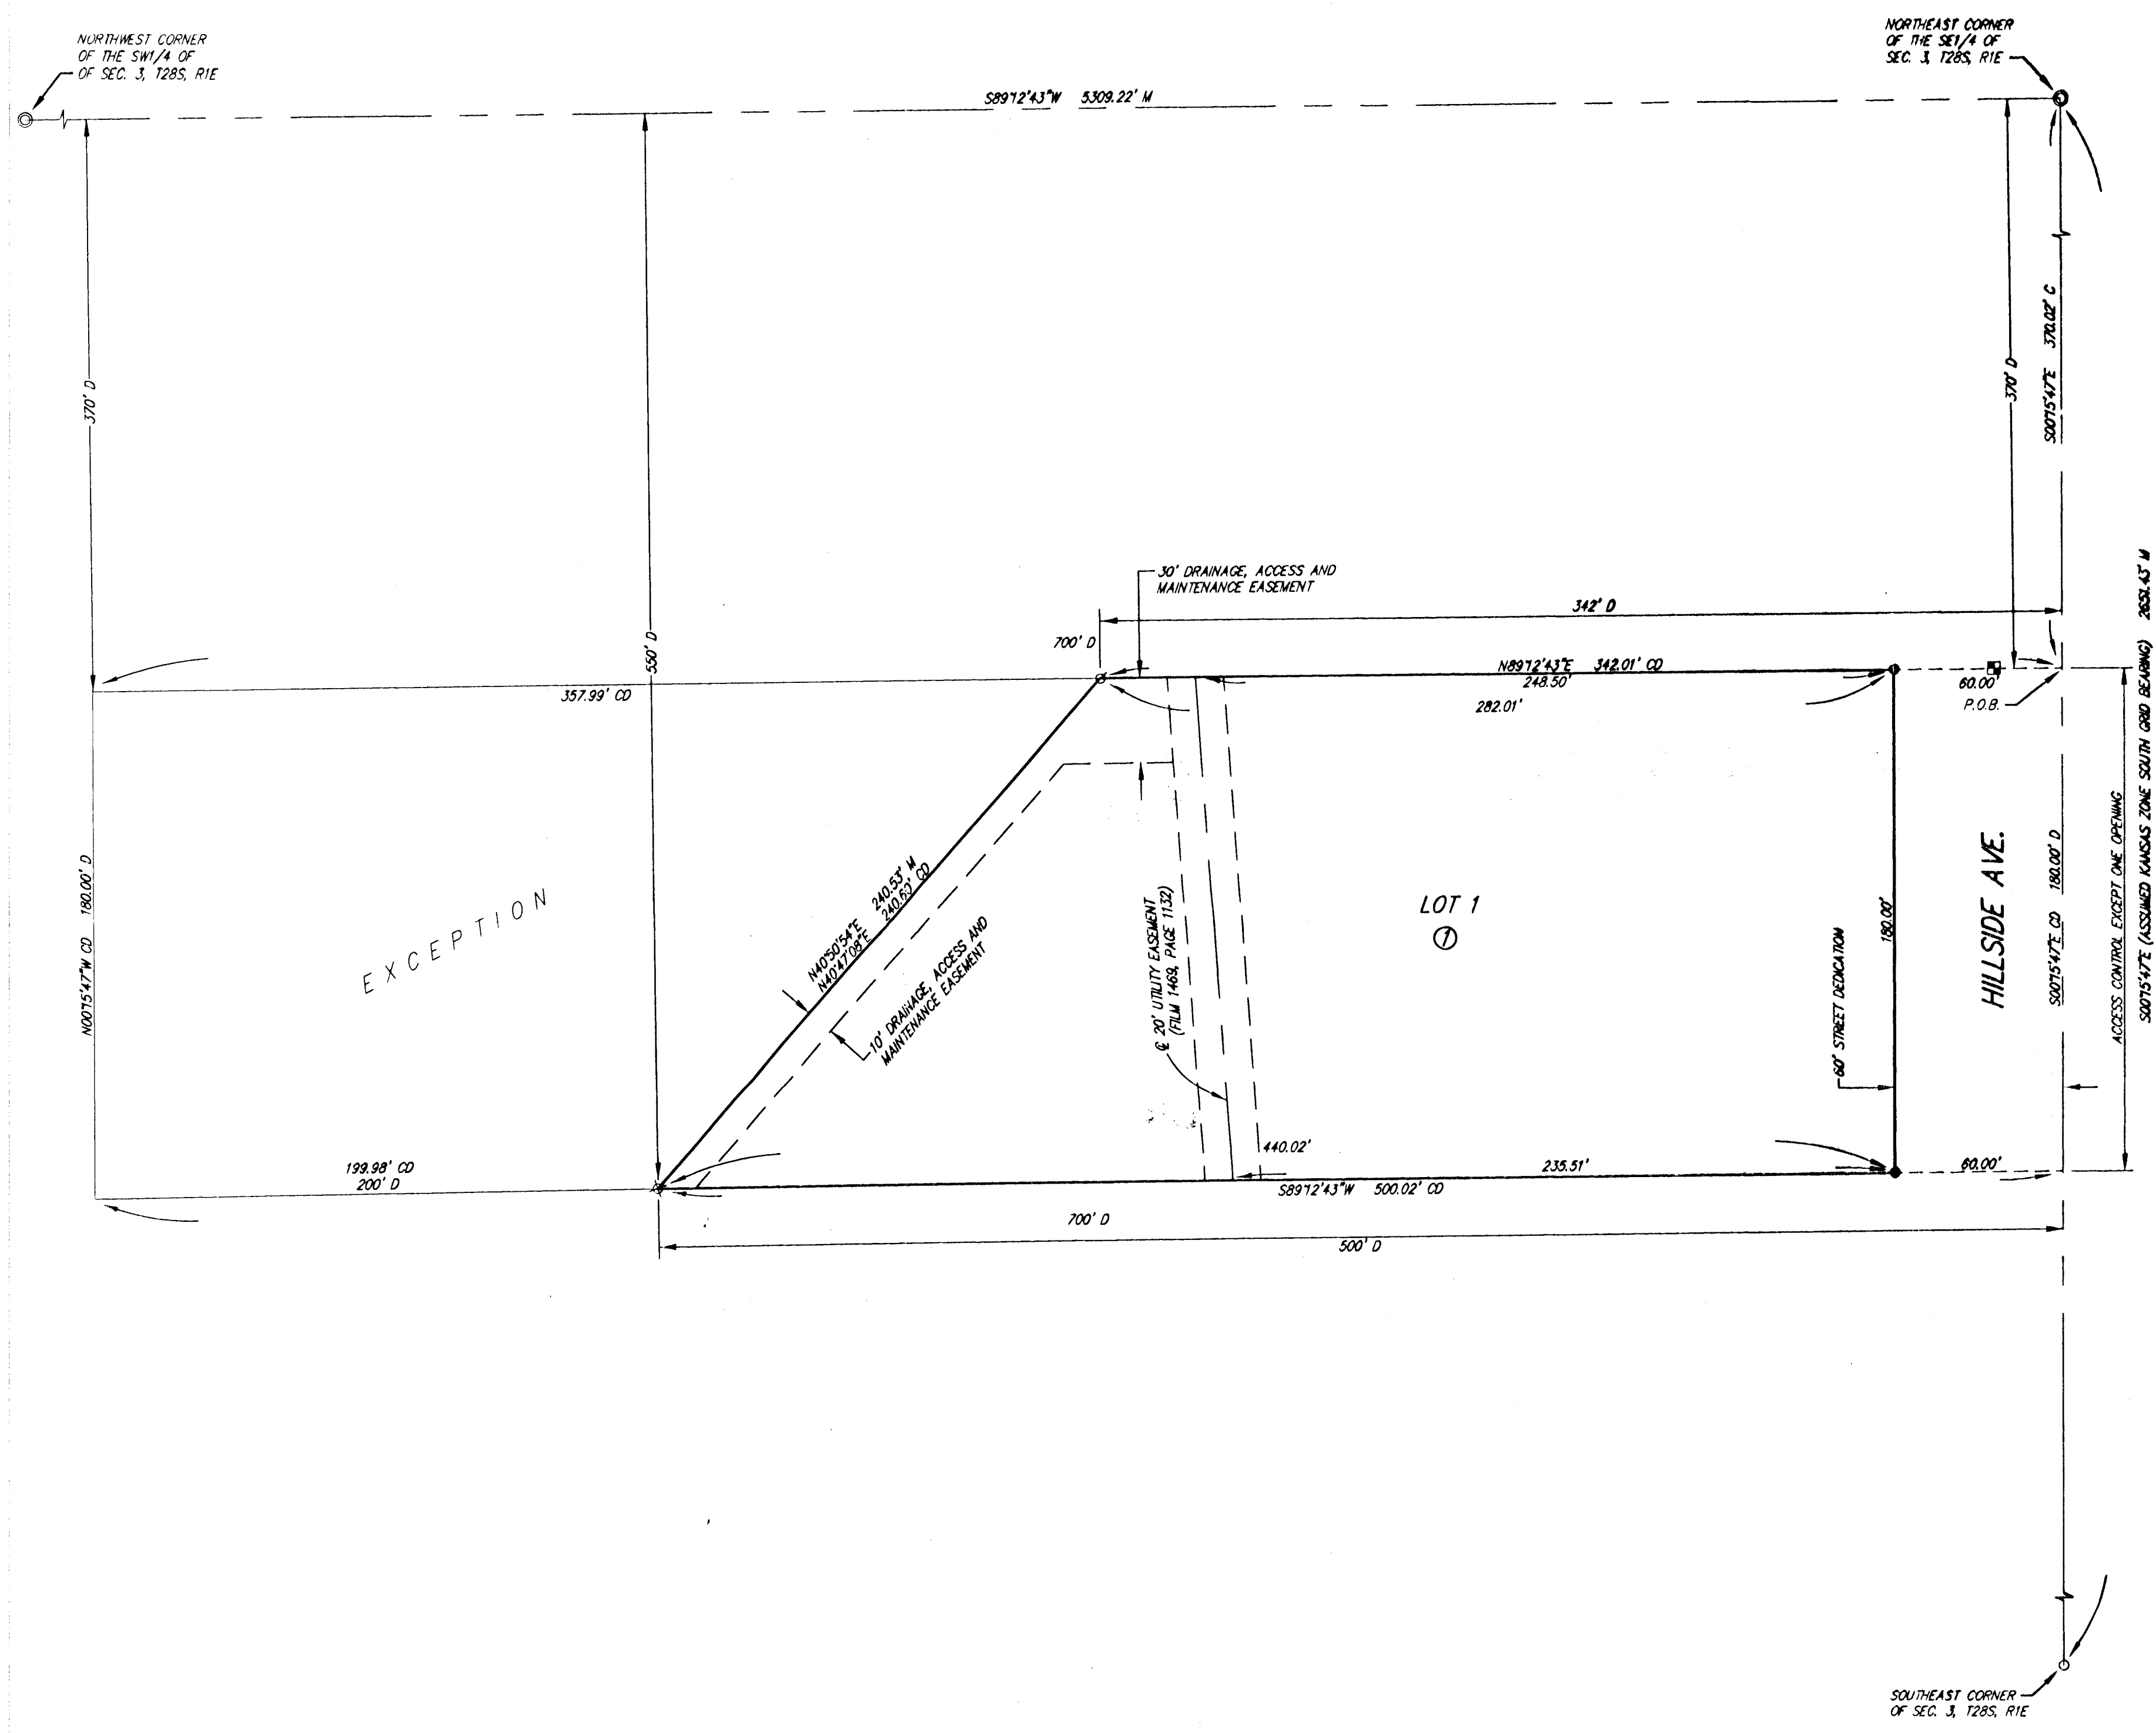 NORTHWEST CORNER
OF THE SW1/4 OF
OF SEC. 3, T28S, R1E
NORTHEAST CORNER
OF THE SE1/4 OF
SEC. 3, T28S, R1E
S89°12'43"W 5309.22' M
370' D
550' D
370' D
S00°15'47"E 370.02' C
30' DRAINAGE, ACCESS AND
MAINTENANCE EASEMENT
342' D
700' D
N89°12'43"E 342.01' CD
248.50'
282.01'
60.00'
P.O.B.
357.99' CD
N00°15'47"W CD 180.00' D
EXCEPTION
N40°50'54"E 240.53' M
N40°47'08"E 240.60' CD
10' DRAINAGE, ACCESS AND
MAINTENANCE EASEMENT
℄ 20' UTILITY EASEMENT
(FILM 1469, PAGE 1132)
LOT 1
1
60' STREET DEDICATION
180.00'
HILLSIDE AVE.
S00°15'47"E CD 180.00' D
ACCESS CONTROL EXCEPT ONE OPENING
S00°15'47"E (ASSUMED KANSAS ZONE SOUTH GRID BEARING) 2651.43' M
199.98' CD
200' D
440.02'
235.51'
60.00'
S89°12'43"W 500.02' CD
700' D
500' D
SOUTHEAST CORNER
OF SEC. 3, T28S, R1E